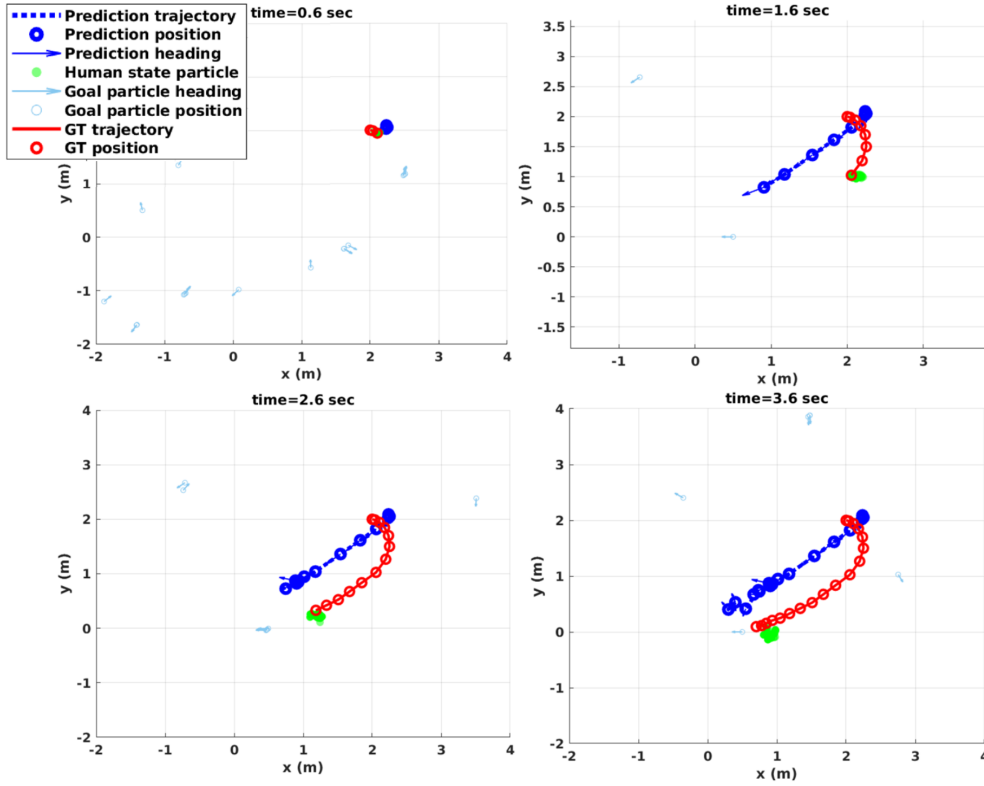 time=0.6 sec
Prediction trajectory
Prediction position
Prediction heading
Human state particle
Goal particle heading
Goal particle position
GT trajectory
GT position
y (m)
1
0
-1
-2
-2 -1 0 1 2 3 4
x (m)
time=1.6 sec
y (m)
3.5
3
2.5
2
1.5
1
0.5
0
-0.5
-1
-1.5
-1 0 1 2 3
x (m)
time=2.6 sec
y (m)
4
3
2
1
0
-1
-2
-2 -1 0 1 2 3 4
x (m)
time=3.6 sec
y (m)
4
3
2
1
0
-1
-2
-2 -1 0 1 2 3 4
x (m)